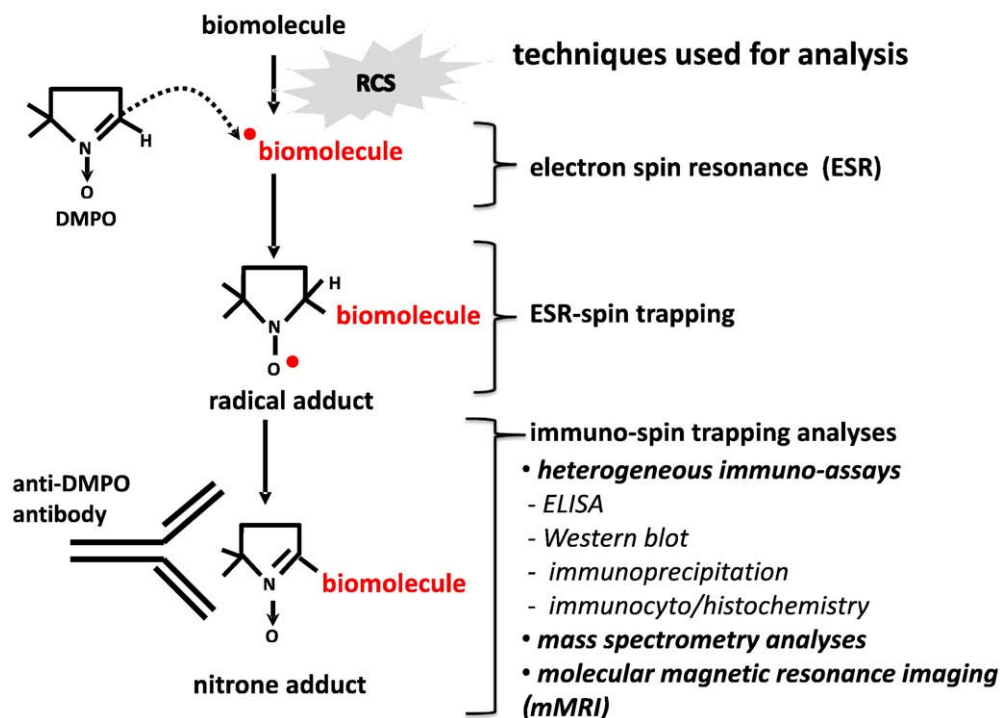 biomolecule
techniques used for analysis
RCS
H
N
O
DMPO
biomolecule
electron spin resonance (ESR)
H
N
O
biomolecule
ESR-spin trapping
radical adduct
immuno-spin trapping analyses
• heterogeneous immuno-assays
- ELISA
- Western blot
- immunoprecipitation
- immunocyto/histochemistry
• mass spectrometry analyses
• molecular magnetic resonance imaging
(mMRI)
anti-DMPO
antibody
N
O
biomolecule
nitrone adduct